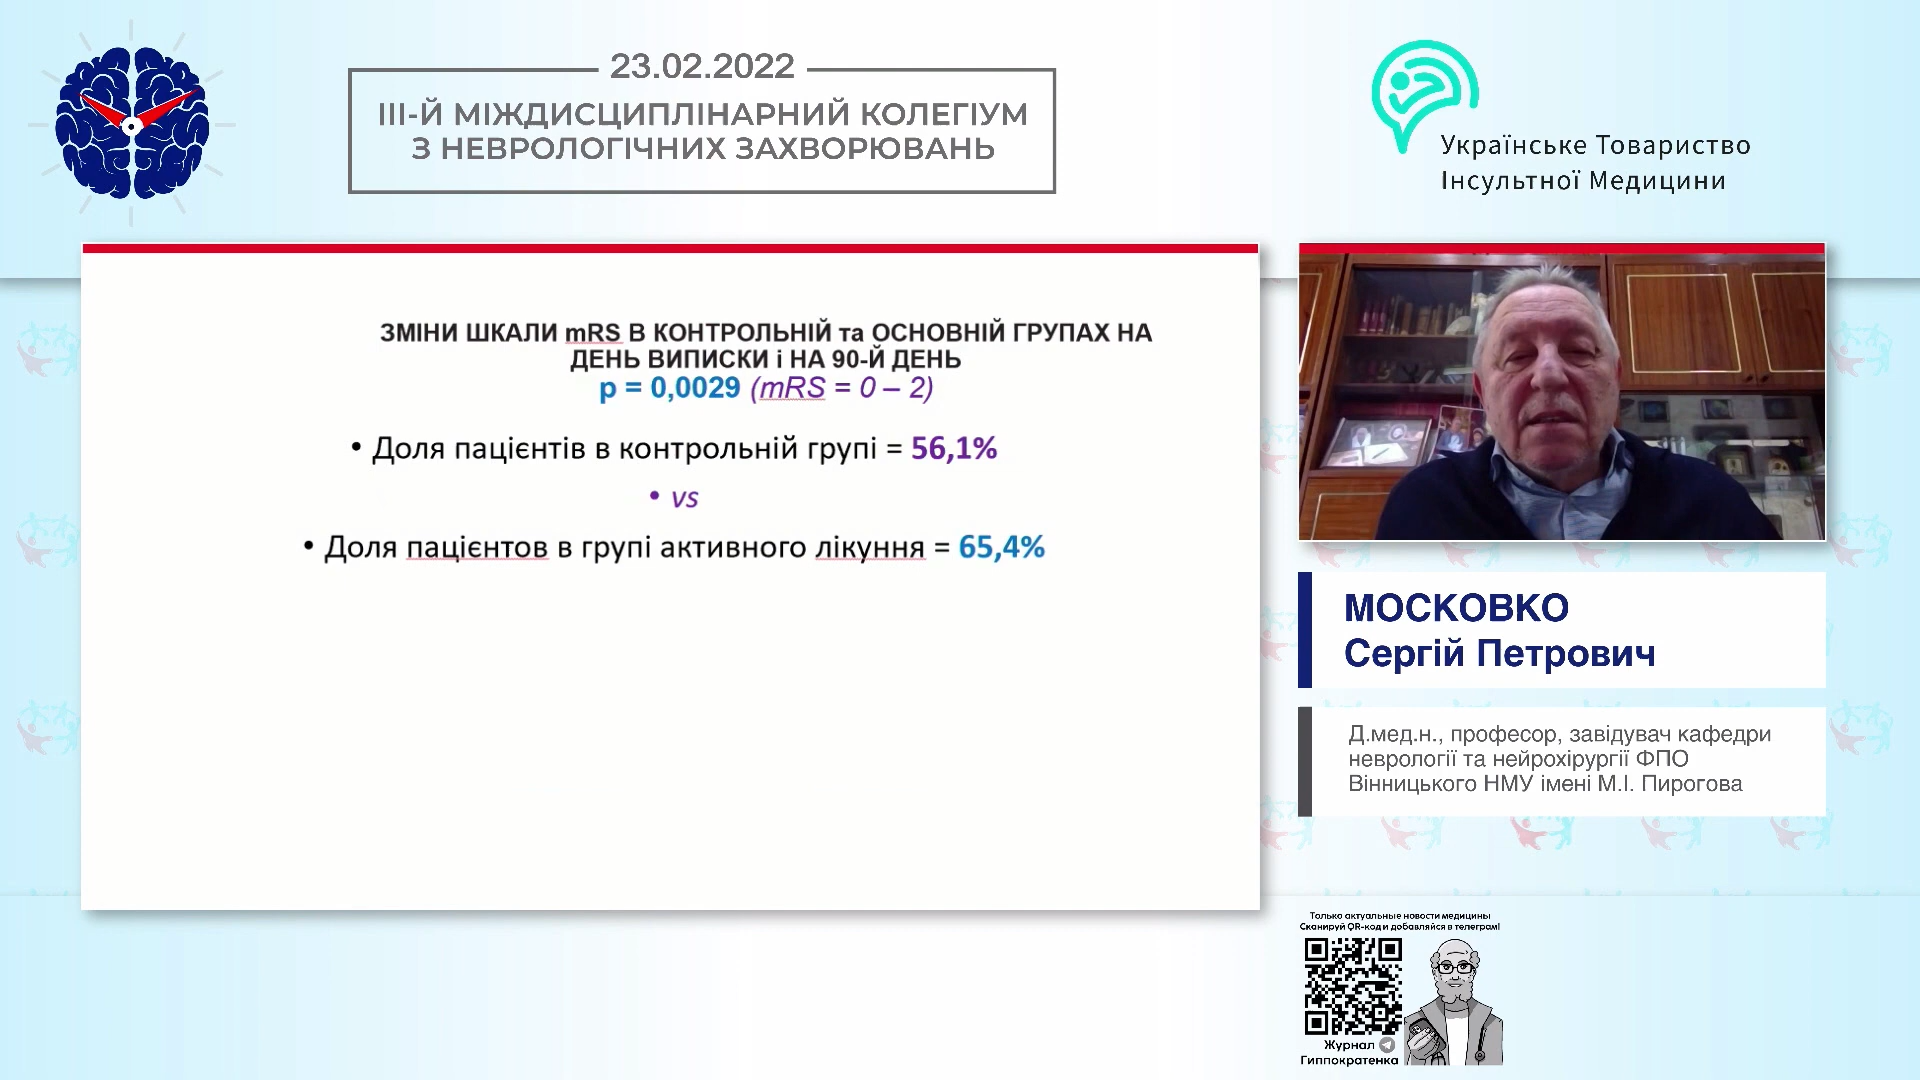 23.02.2022
ІІІ-Й МІЖДИСЦИПЛІНАРНИЙ КОЛЕГІУМ
З НЕВРОЛОГІЧНИХ ЗАХВОРЮВАНЬ
Українське Товариство
Інсультної Медицини
ЗМІНИ ШКАЛИ mRS В КОНТРОЛЬНІЙ та ОСНОВНІЙ ГРУПАХ НА
ДЕНЬ ВИПИСКИ і НА 90-Й ДЕНЬ
p = 0,0029 (mRS = 0 – 2)
• Доля пацієнтів в контрольній групі = 56,1%
• vs
• Доля пацієнтов в групі активного лікуння = 65,4%
МОСКОВКО
Сергій Петрович
Д.мед.н., професор, завідувач кафедри
неврології та нейрохірургії ФПО
Вінницького НМУ імені М.І. Пирогова
Только актуальные новости медицины
Сканируй QR-код и добавляйся в телеграм!
Журнал
Гиппократенка